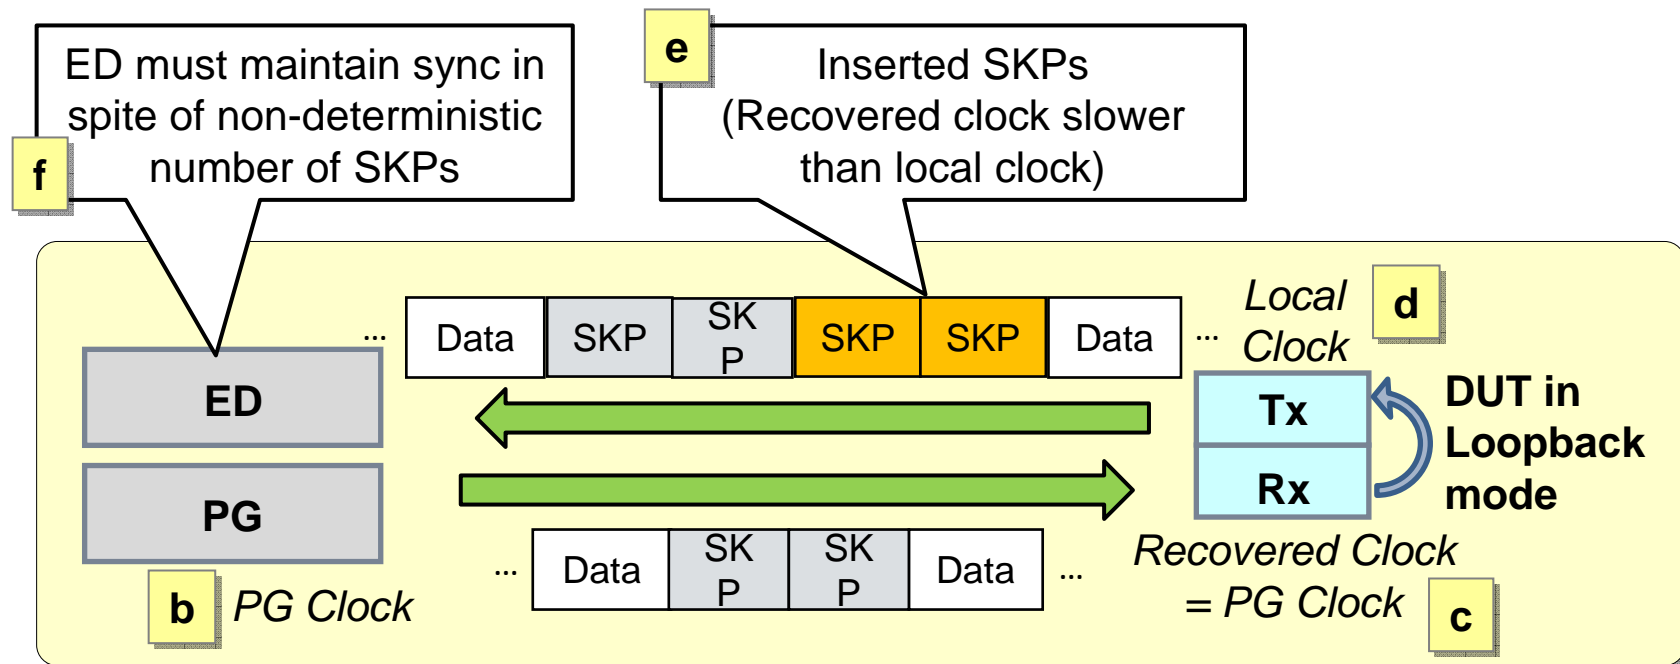 ED must maintain sync in
spite of non-deterministic
number of SKPs
f
e
Inserted SKPs
(Recovered clock slower
than local clock)
... Data SKP SK
P SKP SKP Data ...
Local
Clock
d
ED
PG
Tx
Rx
DUT in
Loopback
mode
... Data SK
P SK
P Data ...
b PG Clock
Recovered Clock
= PG Clock
c